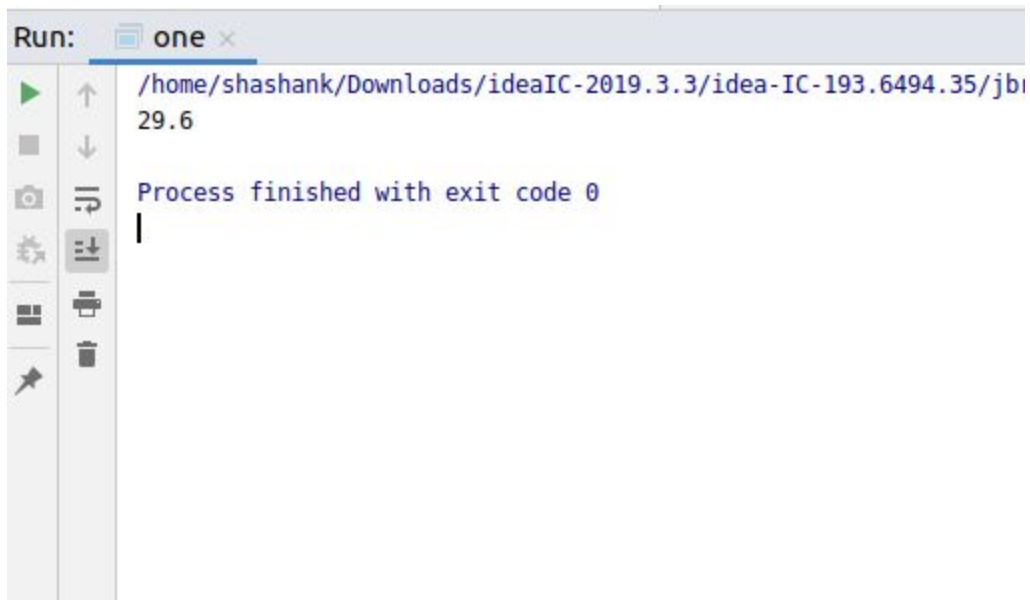 Run: one
/home/shashank/Downloads/ideaIC-2019.3.3/idea-IC-193.6494.35/jbr
29.6
Process finished with exit code 0